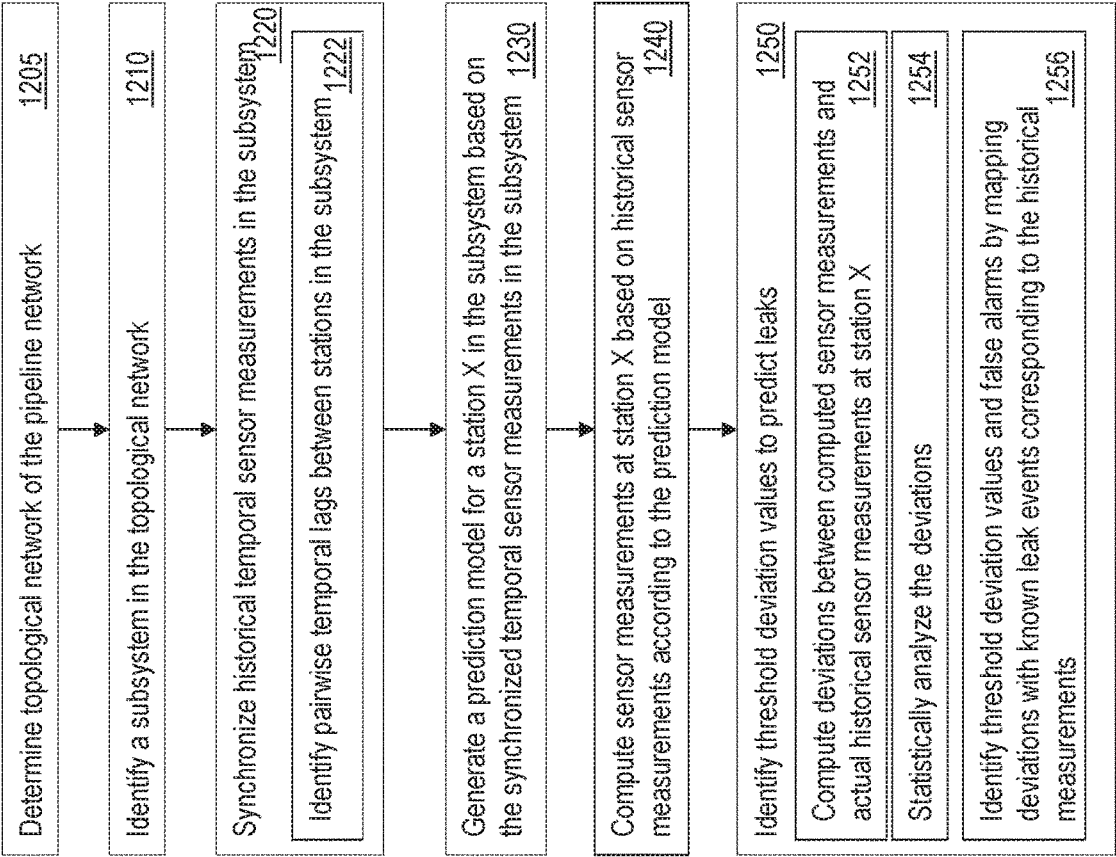 Determine topological network of the pipeline network
1205
Identify a subsystem in the topological network
1210
Synchronize historical temporal sensor measurements in the subsystem
1220
Identify pairwise temporal lags between stations in the subsystem
1222
Generate a prediction model for a station X in the subsystem based on
the synchronized temporal sensor measurements in the subsystem
1230
Compute sensor measurements at station X based on historical sensor
measurements according to the prediction model
1240
Identify threshold deviation values to predict leaks
1250
Compute deviations between computed sensor measurements and
actual historical sensor measurements at station X
1252
Statistically analyze the deviations
1254
Identify threshold deviation values and false alarms by mapping
deviations with known leak events corresponding to the historical
measurements
1256